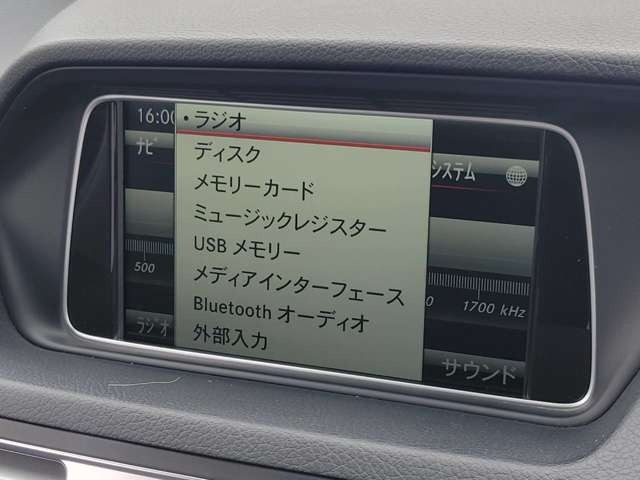 16:00
・ラジオ
ナビ
システム
ディスク
メモリーカード
ミュージックレジスター
USB メモリー
メディアインターフェース
Bluetooth オーディオ
外部入力
500
1700 kHz
ラジオ
サウンド